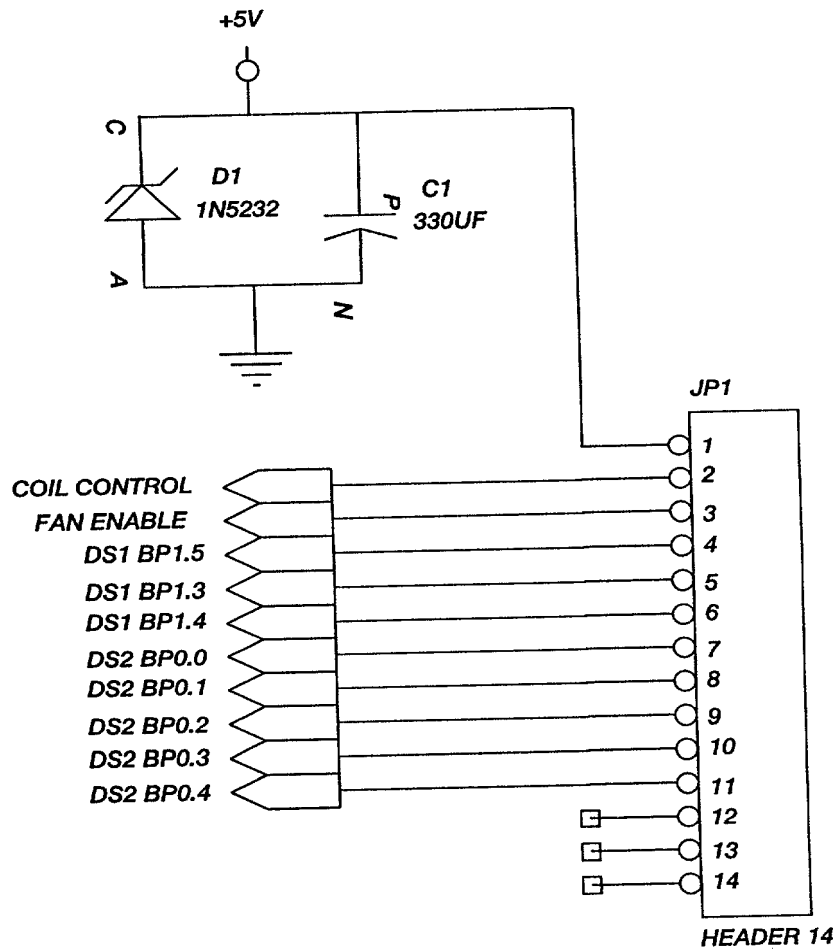 +5V
C
D1
1N5232
P
C1
330UF
A
N
JP1
1
COIL CONTROL
2
FAN ENABLE
3
DS1 BP1.5
4
DS1 BP1.3
5
DS1 BP1.4
6
DS2 BP0.0
7
DS2 BP0.1
8
DS2 BP0.2
9
DS2 BP0.3
10
DS2 BP0.4
11
12
13
14
HEADER 14